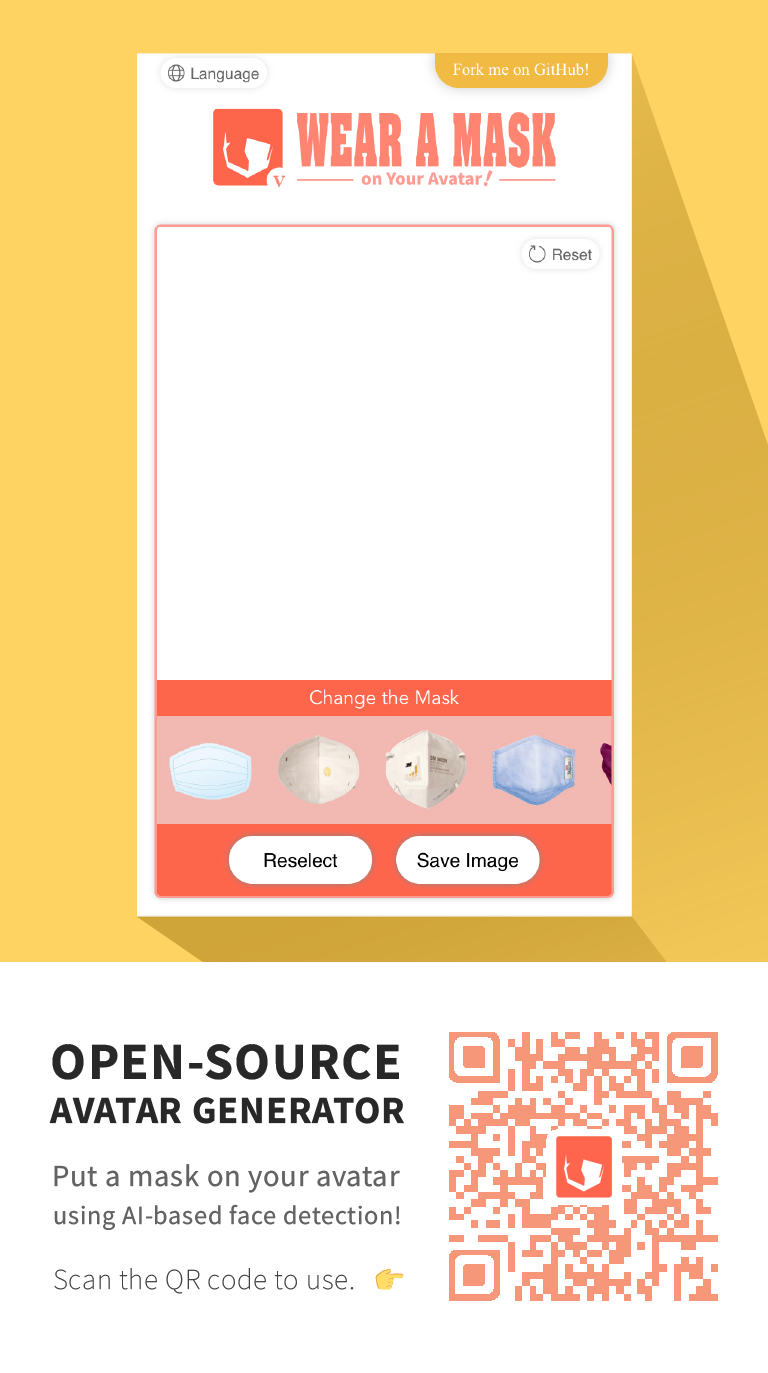 Language
Fork me on GitHub!
WEAR A MASK
V
on Your Avatar!
Reset
Change the Mask
Reselect
Save Image
OPEN-SOURCE
AVATAR GENERATOR
Put a mask on your avatar
using AI-based face detection!
Scan the QR code to use. 👉